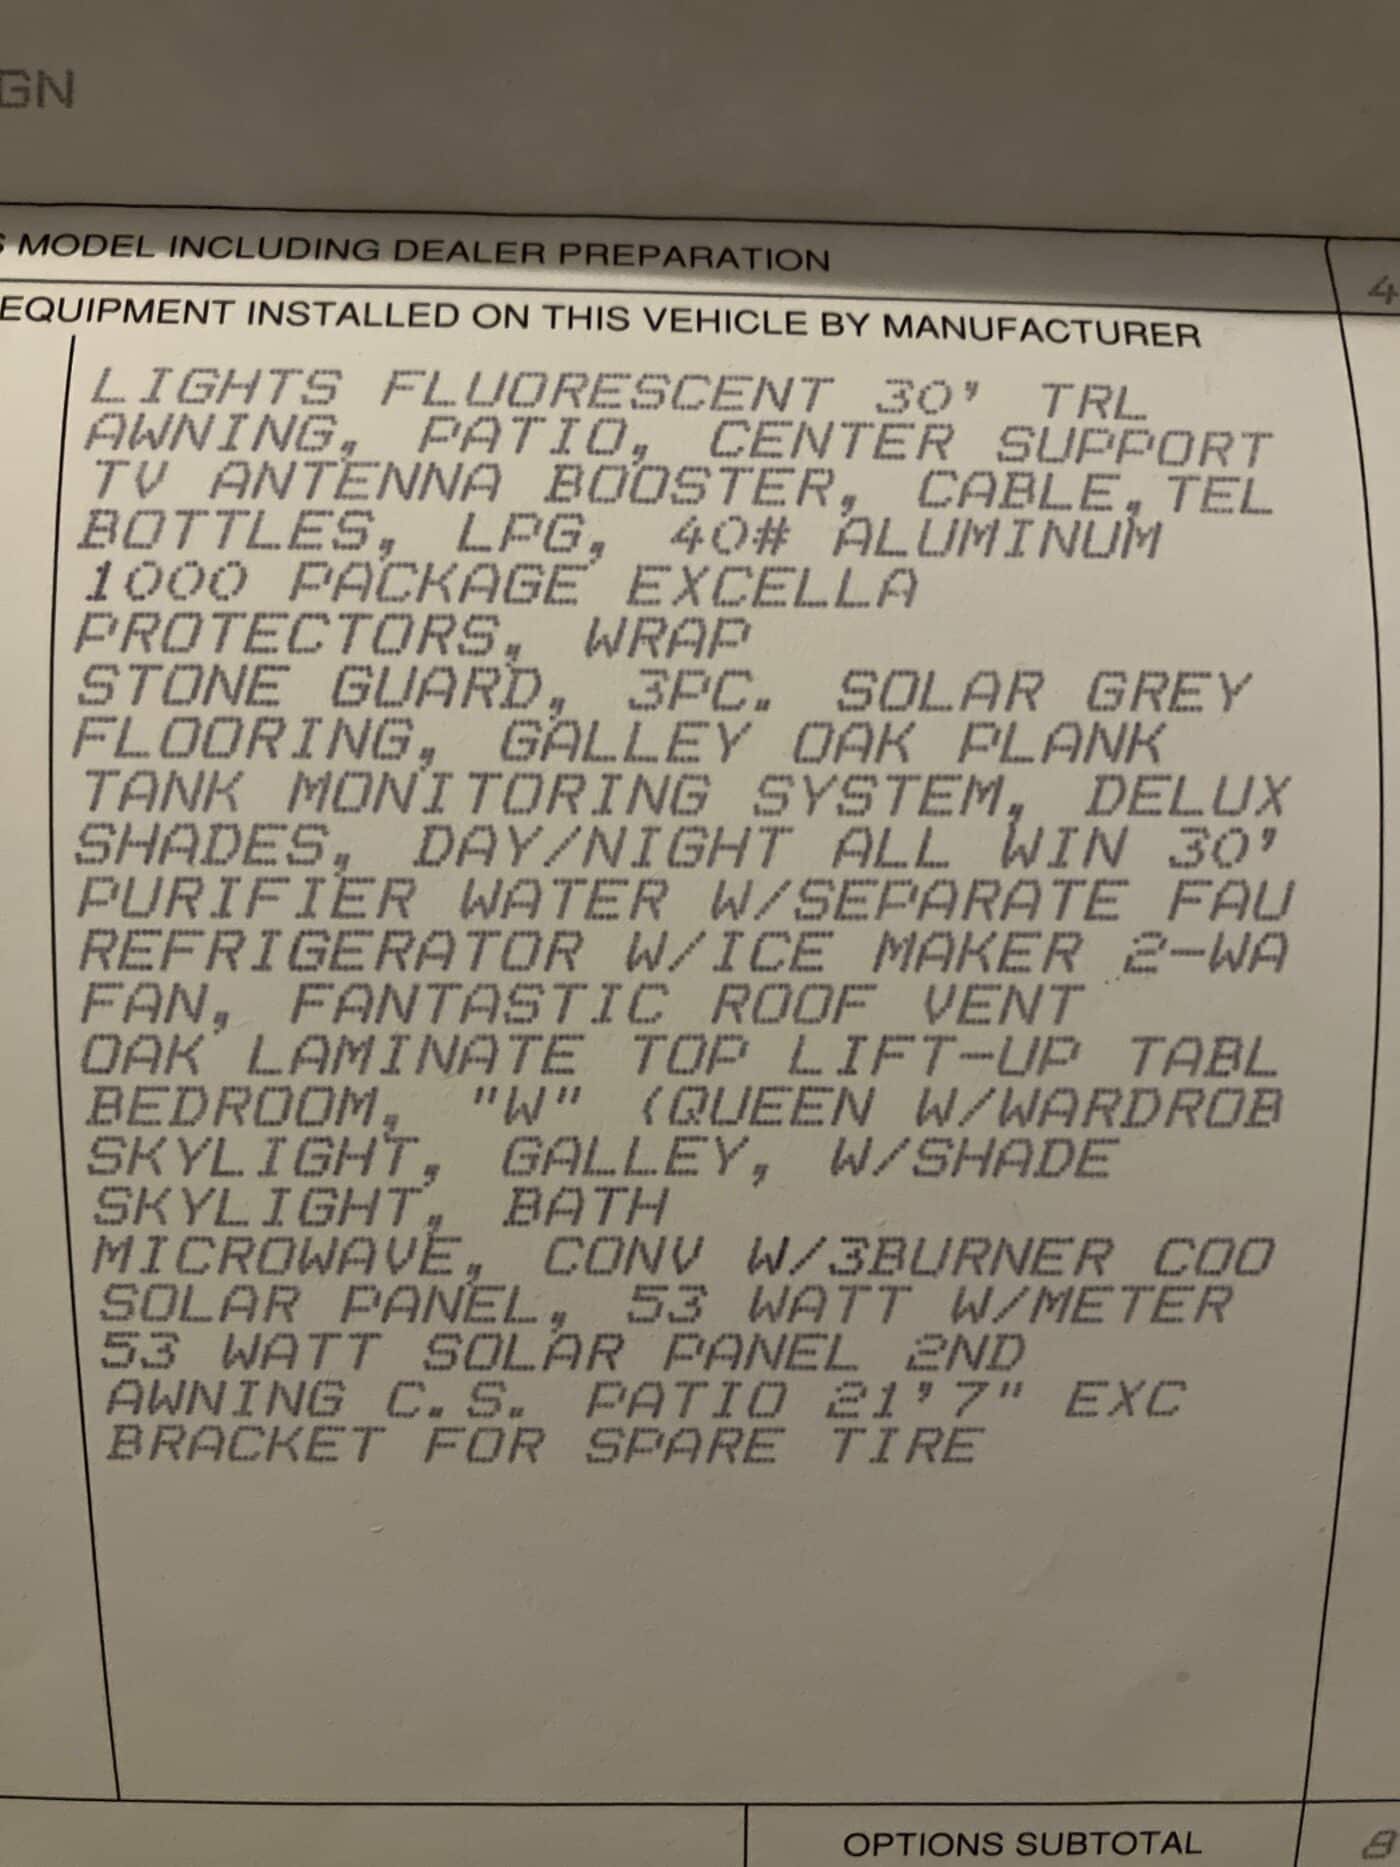 GN
MODEL INCLUDING DEALER PREPARATION
4
EQUIPMENT INSTALLED ON THIS VEHICLE BY MANUFACTURER
LIGHTS FLUORESCENT 30' TRL
AWNING, PATIO, CENTER SUPPORT
TV ANTENNA BOOSTER, CABLE,TEL
BOTTLES, LPG, 40# ALUMINUM
1000 PACKAGE EXCELLA
PROTECTORS, WRAP
STONE GUARD, 3PC. SOLAR GREY
FLOORING, GALLEY OAK PLANK
TANK MONITORING SYSTEM, DELUX
SHADES, DAY/NIGHT ALL WIN 30'
PURIFIER WATER W/SEPARATE FAU
REFRIGERATOR W/ICE MAKER 2-WA
FAN, FANTASTIC ROOF VENT
OAK LAMINATE TOP LIFT-UP TABL
BEDROOM, "W" (QUEEN W/WARDROB
SKYLIGHT, GALLEY, W/SHADE
SKYLIGHT, BATH
MICROWAVE, CONV W/3BURNER COO
SOLAR PANEL, 53 WATT W/METER
53 WATT SOLAR PANEL 2ND
AWNING C.S. PATIO 21'7" EXC
BRACKET FOR SPARE TIRE
OPTIONS SUBTOTAL